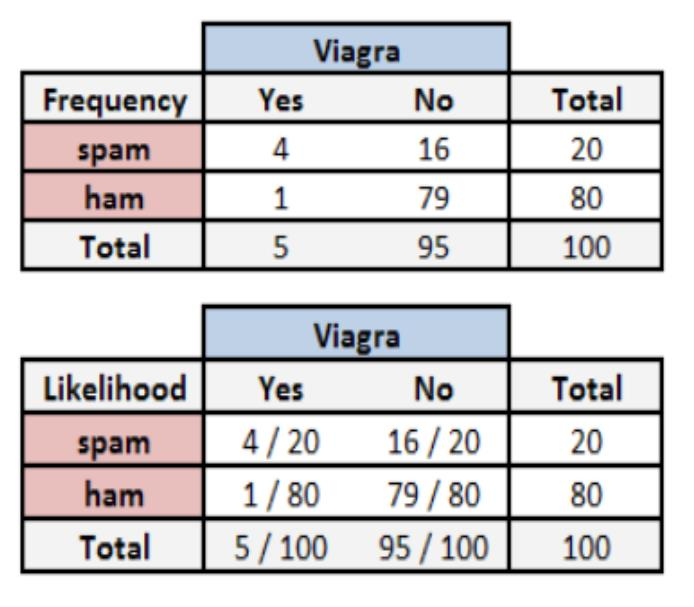 Viagra
Frequency Yes No Total
spam 4 16 20
ham 1 79 80
Total 5 95 100
Viagra
Likelihood Yes No Total
spam 4 / 20 16 / 20 20
ham 1 / 80 79 / 80 80
Total 5 / 100 95 / 100 100